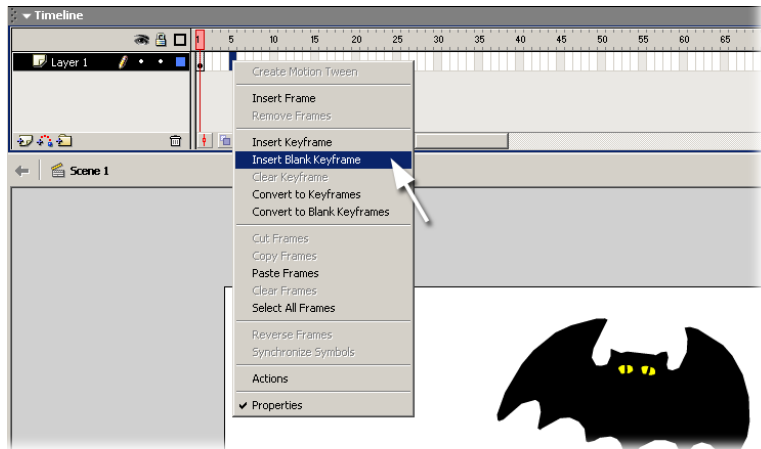 Timeline
1 5 10 15 20 25 30 35 40 45 50 55 60 65
Layer 1
Create Motion Tween
Insert Frame
Remove Frames
Insert Keyframe
Insert Blank Keyframe
Clear Keyframe
Convert to Keyframes
Convert to Blank Keyframes
Scene 1
Cut Frames
Copy Frames
Paste Frames
Clear Frames
Select All Frames
Reverse Frames
Synchronize Symbols
Actions
Properties